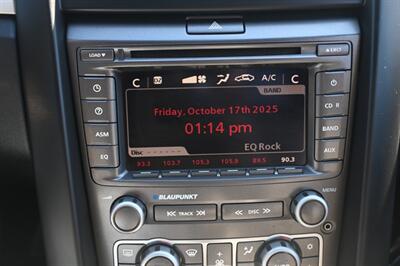 LOAD
EJECT
C
A/C
C
BAND
Friday, October 17th 2025
01:14 pm
EQ Rock
Disc
93.3 103.7 105.3 105.9 89.5 90.3
ASM
EQ
CD R
BAND
AUX
BLAUPKUNKT
TRACK
DISC
MENU